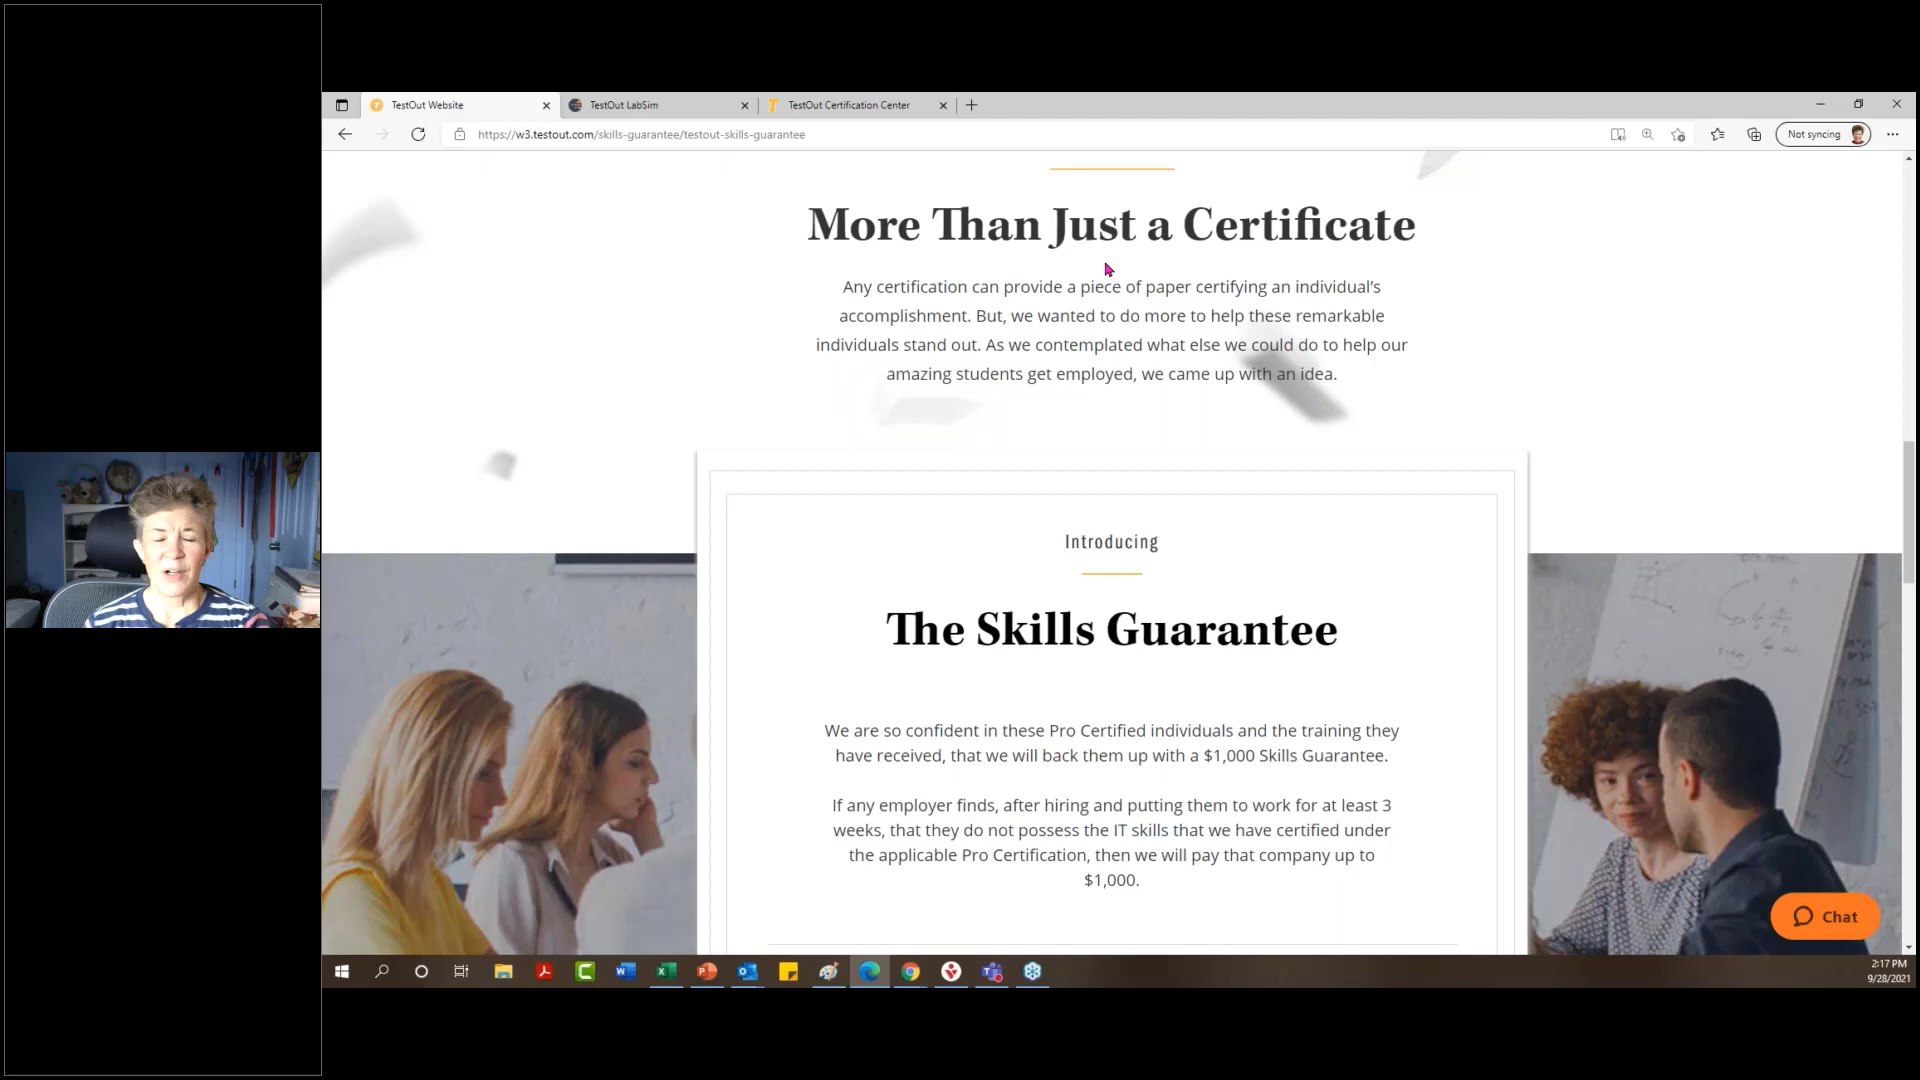 TestOut Website
TestOut LabSim
TestOut Certification Center
https://w3.testout.com/skills-guarantee/testout-skills-guarantee
Not syncing
More Than Just a Certificate
Any certification can provide a piece of paper certifying an individual’s
accomplishment. But, we wanted to do more to help these remarkable
individuals stand out. As we contemplated what else we could do to help our
amazing students get employed, we came up with an idea.
Introducing
The Skills Guarantee
We are so confident in these Pro Certified individuals and the training they
have received, that we will back them up with a $1,000 Skills Guarantee.
If any employer finds, after hiring and putting them to work for at least 3
weeks, that they do not possess the IT skills that we have certified under
the applicable Pro Certification, then we will pay that company up to
$1,000.
Chat
2:17 PM
9/28/2021